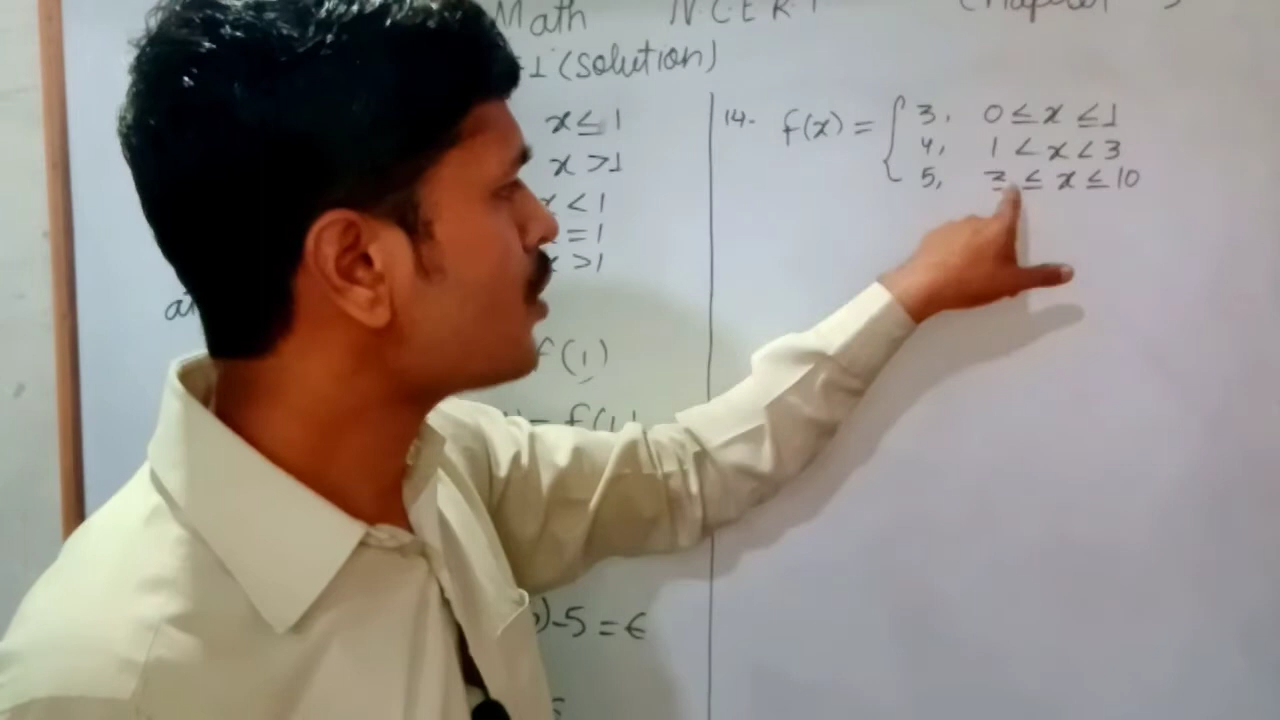 Math NCERT Chapter
1 (solution)
x ≤ 1
x > 1
x < 1
x = 1
x > 1
at
f(1)
= f(1)
)-5 = 6
14. f(x) = { 3, 0 ≤ x ≤ 1
4, 1 < x < 3
5, 3 ≤ x ≤ 10